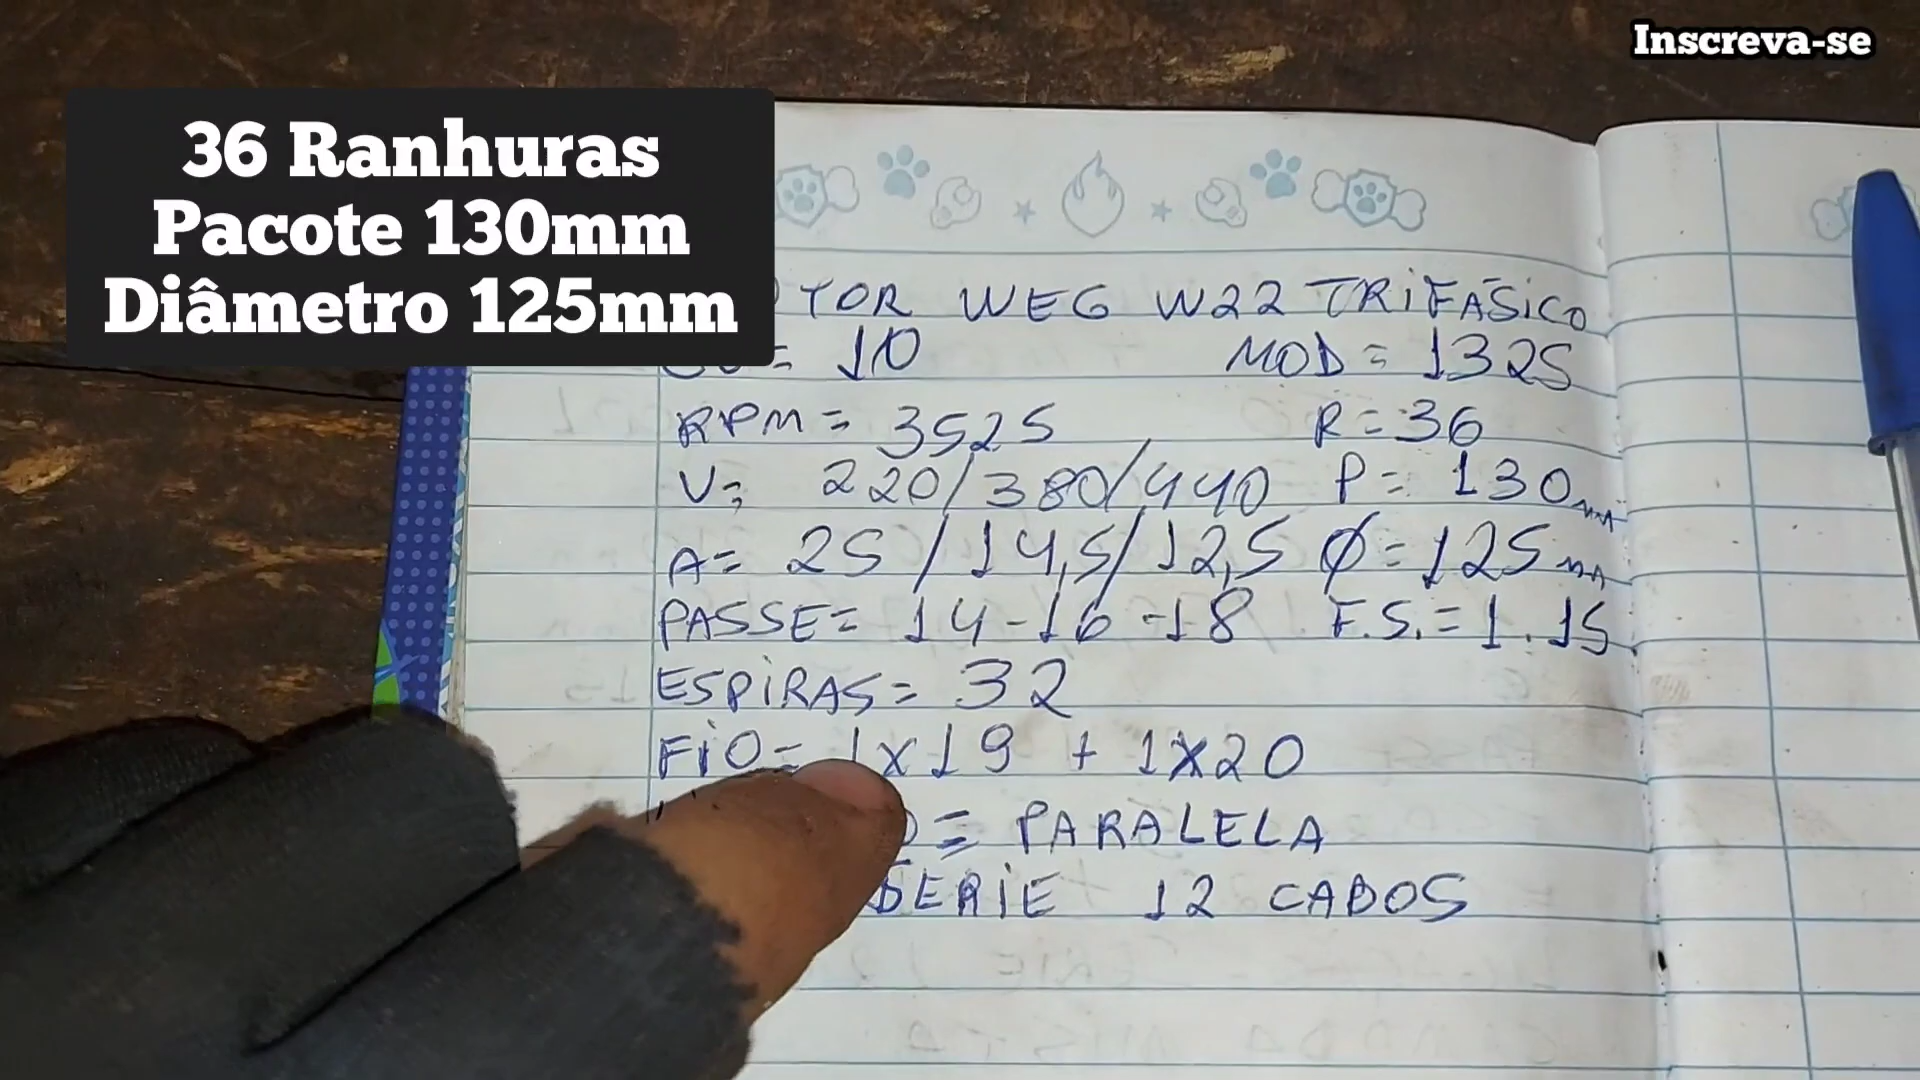 Inscreva-se
36 Ranhuras
Pacote 130mm
Diâmetro 125mm
TOR WEG W22 TRIFÁSICO
= 10 MOD = 132S
RPM = 3525 R = 36
V = 220/380/440 P = 130mm
A = 25/14,5/12,5 Ø = 125mm
PASSE = 14-16-18 F.S. = 1.15
ESPIRAS = 32
FIO = 1x19 + 1x20
= PARALELA
SERIE 12 CABOS